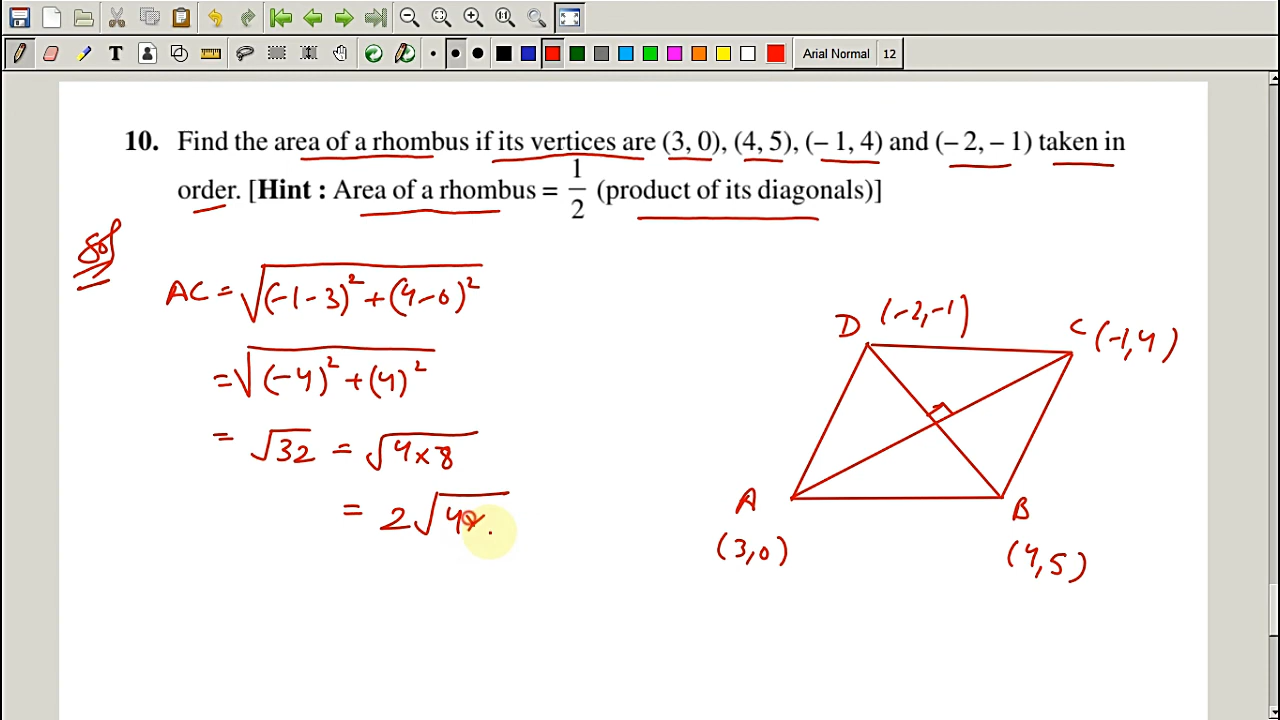 Arial Normal 12
10. Find the area of a rhombus if its vertices are (3, 0), (4, 5), (– 1, 4) and (– 2, – 1) taken in
order. [Hint : Area of a rhombus = 1/2 (product of its diagonals)]
Sol
AC = √(-1-3)² + (4-0)²
= √(-4)² + (4)²
= √32 = √4×8
= 2√4×
D (-2,-1)
C (-1,4)
A
B
(3,0)
(4,5)